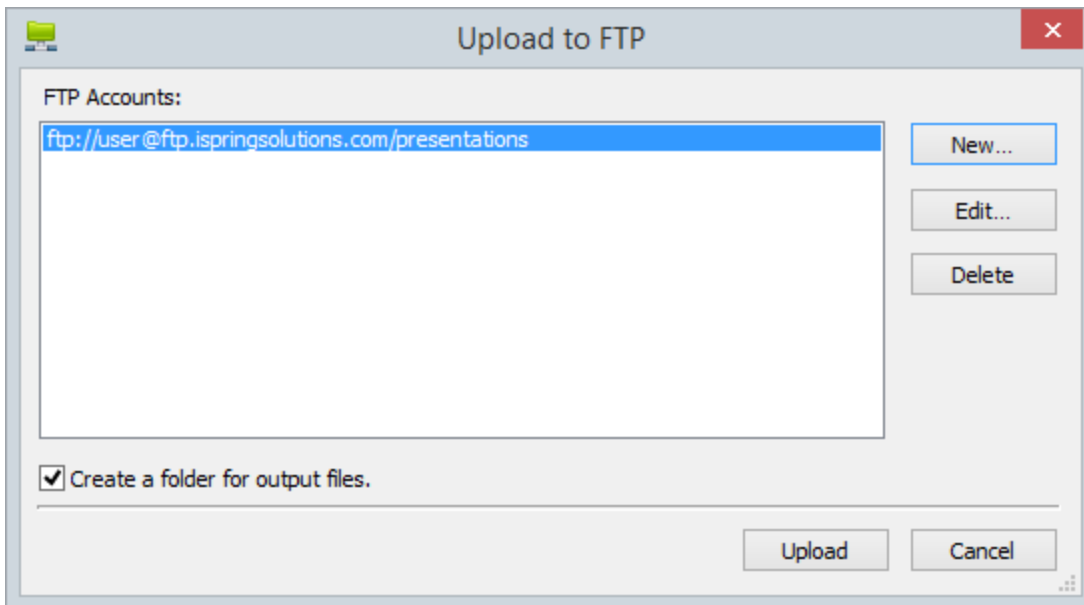 Upload to FTP
FTP Accounts:
ftp://user@ftp.ispringsolutions.com/presentations
New...
Edit...
Delete
Create a folder for output files.
Upload
Cancel